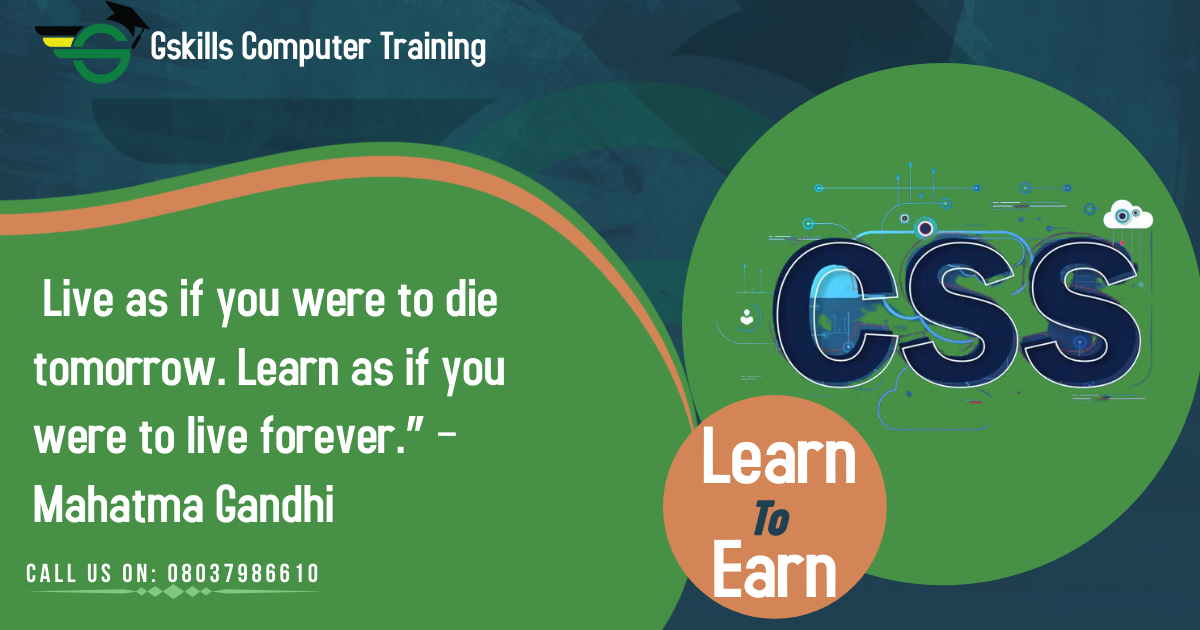 Gskills Computer Training
Live as if you were to die
tomorrow. Learn as if you
were to live forever.” –
Mahatma Gandhi
CALL US ON: 08037986610
CSS
Learn
To
Earn